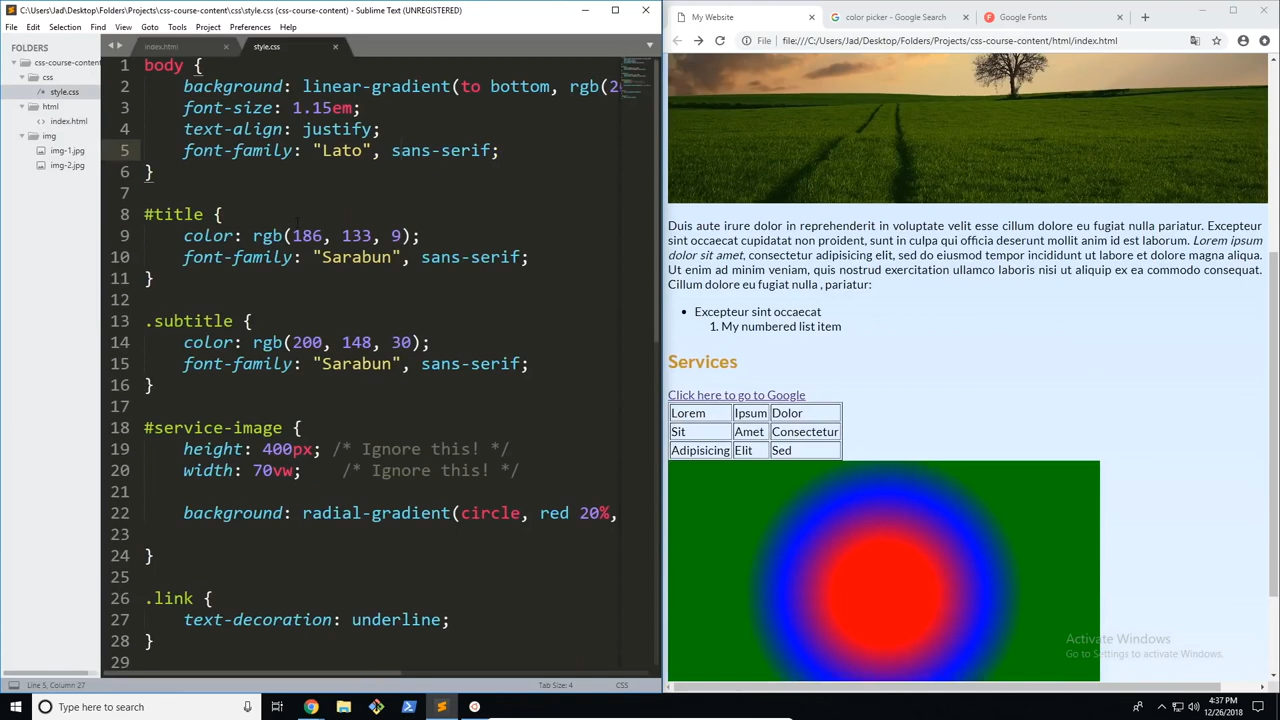 C:\Users\Jad\Desktop\Folders\Projects\css-course-content\css\style.css (css-course-content) - Sublime Text (UNREGISTERED)
File Edit Selection Find View Goto Tools Project Preferences Help
FOLDERS
css-course-content
css
style.css
html
index.html
img
img-1.jpg
img-2.jpg
index.html
style.css
1 body {
2 background: linear-gradient(to bottom, rgb(2
3 font-size: 1.15em;
4 text-align: justify;
5 font-family: "Lato", sans-serif;
6 }
7
8 #title {
9 color: rgb(186, 133, 9);
10 font-family: "Sarabun", sans-serif;
11 }
12
13 .subtitle {
14 color: rgb(200, 148, 30);
15 font-family: "Sarabun", sans-serif;
16 }
17
18 #service-image {
19 height: 400px; /* Ignore this! */
20 width: 70vw; /* Ignore this! */
21
22 background: radial-gradient(circle, red 20%,
23
24 }
25
26 .link {
27 text-decoration: underline;
28 }
29
Line 5, Column 27
Tab Size: 4
CSS
My Website
color picker - Google Search
Google Fonts
File file:///C:/Users/Jad/Desktop/Folders/Projects/css-course-content/html/index.html
Duis aute irure dolor in reprehenderit in voluptate velit esse cillum dolore eu fugiat nulla pariatur. Excepteur
sint occaecat cupidatat non proident, sunt in culpa qui officia deserunt mollit anim id est laborum. Lorem ipsum
dolor sit amet, consectetur adipisicing elit, sed do eiusmod tempor incididunt ut labore et dolore magna aliqua.
Ut enim ad minim veniam, quis nostrud exercitation ullamco laboris nisi ut aliquip ex ea commodo consequat.
Cillum dolore eu fugiat nulla , pariatur:
Excepteur sint occaecat
1. My numbered list item
Services
Click here to go to Google
Lorem Ipsum Dolor
Sit Amet Consectetur
Adipisicing Elit Sed
Activate Windows
Go to Settings to activate Windows.
Type here to search
4:37 PM
12/26/2018